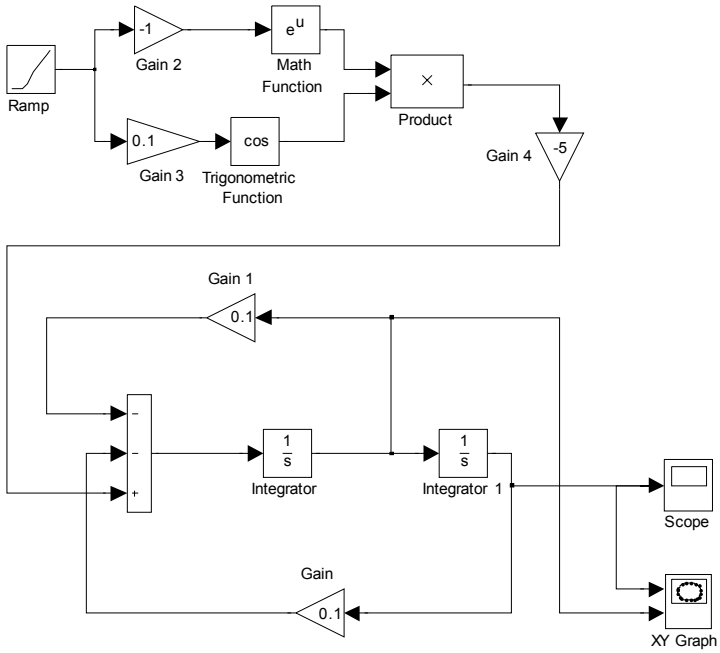 -1
Gain 2
e^u
Math
Function
Ramp
×
Product
0.1
Gain 3
cos
Trigonometric
Function
Gain 4
-5
Gain 1
0.1
−
−
+
1
s
Integrator
1
s
Integrator 1
Scope
Gain
0.1
XY Graph